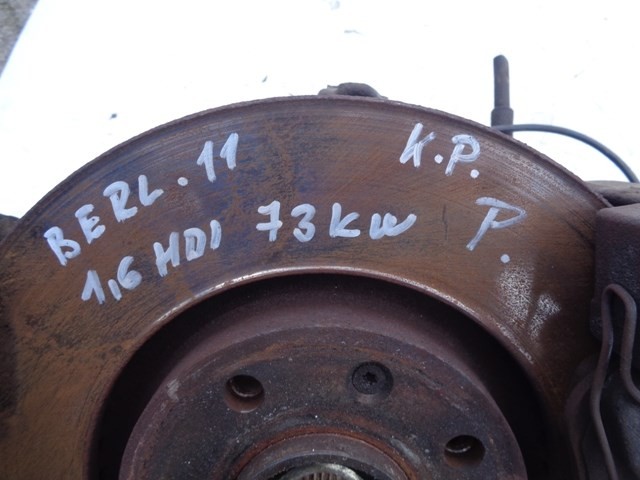 BERL. 11 K.P.
1,6 HDI 73 KW P.